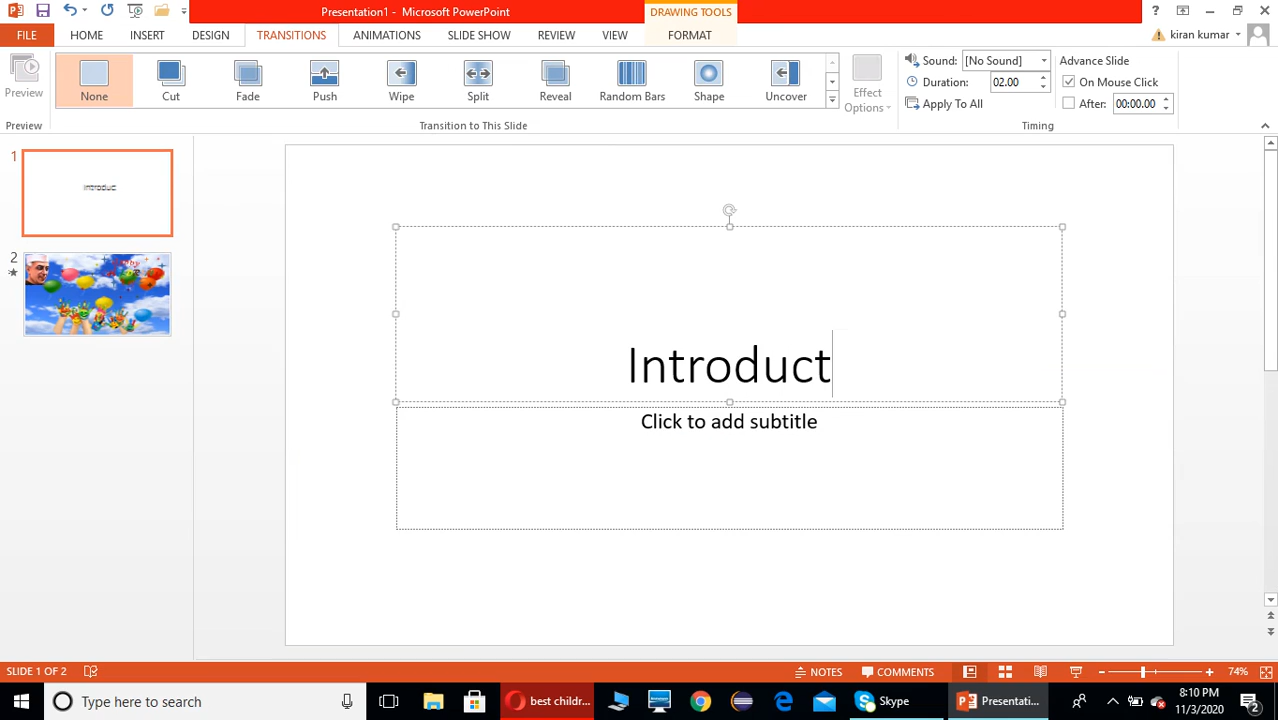 Presentation1 - Microsoft PowerPoint
DRAWING TOOLS
?
FILE
HOME
INSERT
DESIGN
TRANSITIONS
ANIMATIONS
SLIDE SHOW
REVIEW
VIEW
FORMAT
kiran kumar
Preview
None
Cut
Fade
Push
Wipe
Split
Reveal
Random Bars
Shape
Uncover
Effect
Options
Sound: [No Sound]
Duration: 02.00
Apply To All
Advance Slide
On Mouse Click
After: 00:00.00
Preview
Transition to This Slide
Timing
1
Introduct
2
Introduct
Click to add subtitle
SLIDE 1 OF 2
NOTES
COMMENTS
74%
Type here to search
best childr...
Skype
Presentati...
8:10 PM
11/3/2020
2